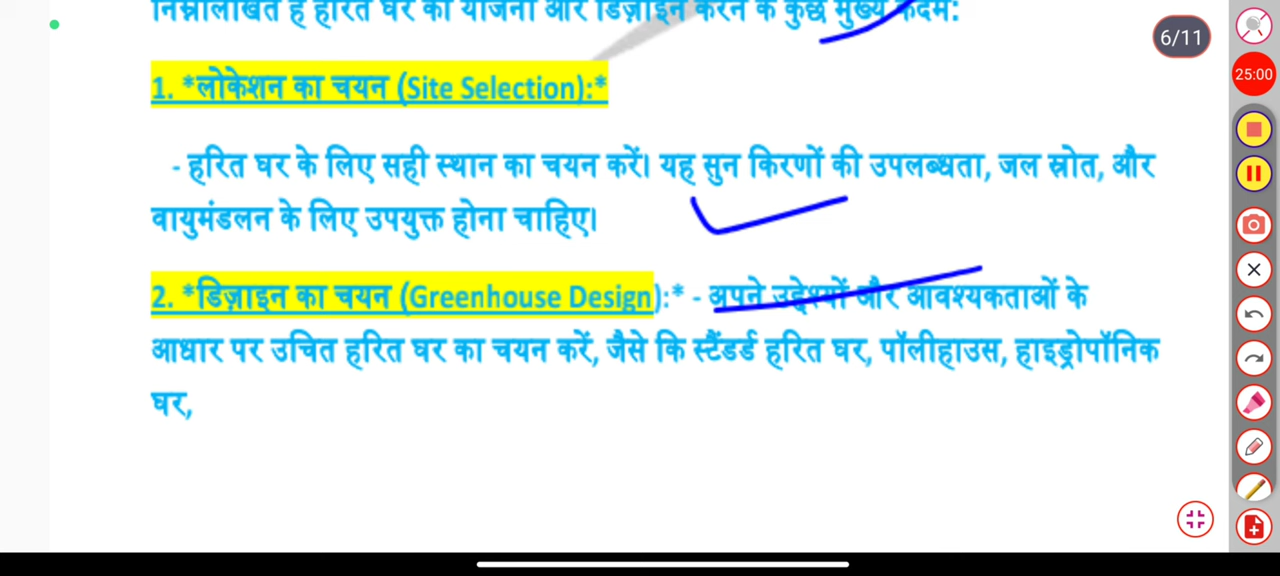 निम्नलिखित हैं हरित घर की योजना और डिज़ाइन करने के कुछ मुख्य कदम:
6/11
1. *लोकेशन का चयन (Site Selection):*
25:00
- हरित घर के लिए सही स्थान का चयन करें। यह सुन किरणों की उपलब्धता, जल स्रोत, और
वायुमंडलन के लिए उपयुक्त होना चाहिए।
2. *डिज़ाइन का चयन (Greenhouse Design):* - अपने उद्देश्यों और आवश्यकताओं के
आधार पर उचित हरित घर का चयन करें, जैसे कि स्टैंडर्ड हरित घर, पॉलीहाउस, हाइड्रोपॉनिक
घर,